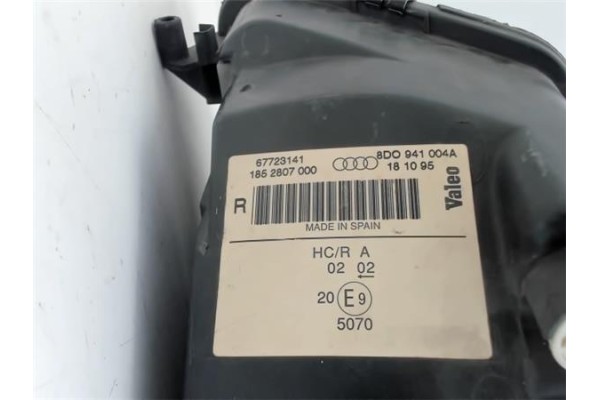 67723141 8D0 941 004A
185 2807 000 18 10 95
R Valeo
MADE IN SPAIN
HC/R A
02 02
20 E9
5070